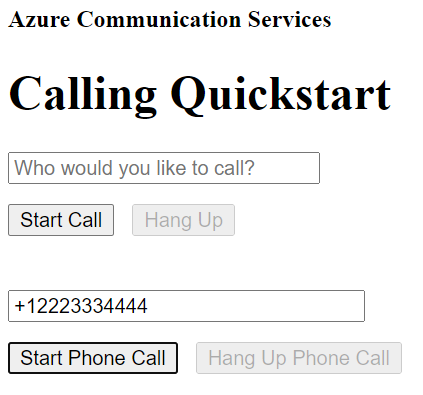 Azure Communication Services
Calling Quickstart
Who would you like to call?
Start Call Hang Up
+12223334444
Start Phone Call Hang Up Phone Call